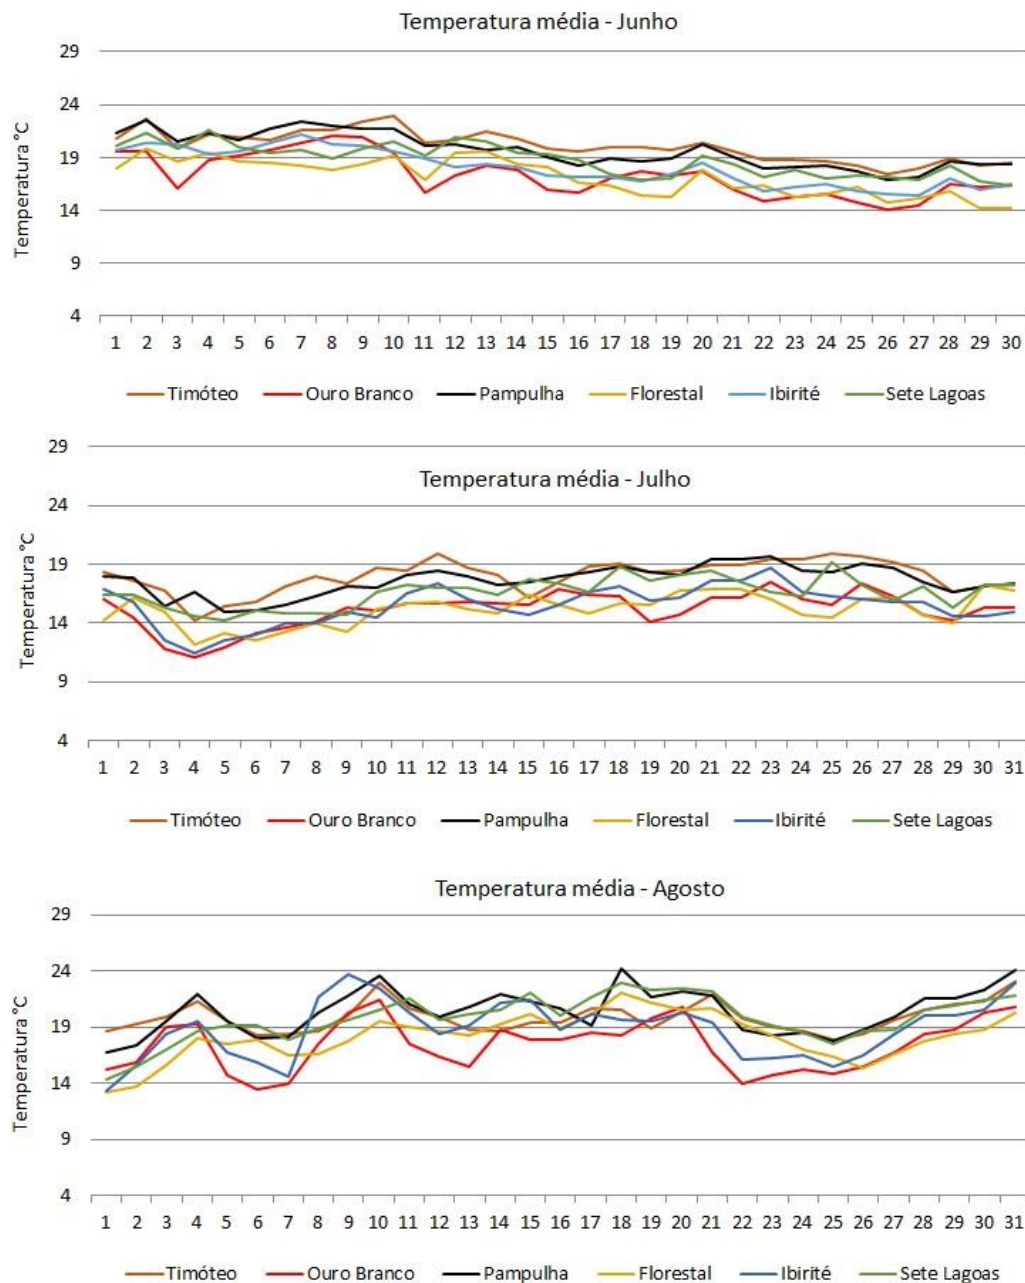 Temperatura média - Junho
Temperatura °C
29
24
19
14
9
4
1 2 3 4 5 6 7 8 9 10 11 12 13 14 15 16 17 18 19 20 21 22 23 24 25 26 27 28 29 30
Timóteo Ouro Branco Pampulha Florestal Ibirité Sete Lagoas
Temperatura média - Julho
Temperatura °C
29
24
19
14
9
4
1 2 3 4 5 6 7 8 9 10 11 12 13 14 15 16 17 18 19 20 21 22 23 24 25 26 27 28 29 30 31
Timóteo Ouro Branco Pampulha Florestal Ibirité Sete Lagoas
Temperatura média - Agosto
Temperatura °C
29
24
19
14
9
4
1 2 3 4 5 6 7 8 9 10 11 12 13 14 15 16 17 18 19 20 21 22 23 24 25 26 27 28 29 30 31
Timóteo Ouro Branco Pampulha Florestal Ibirité Sete Lagoas